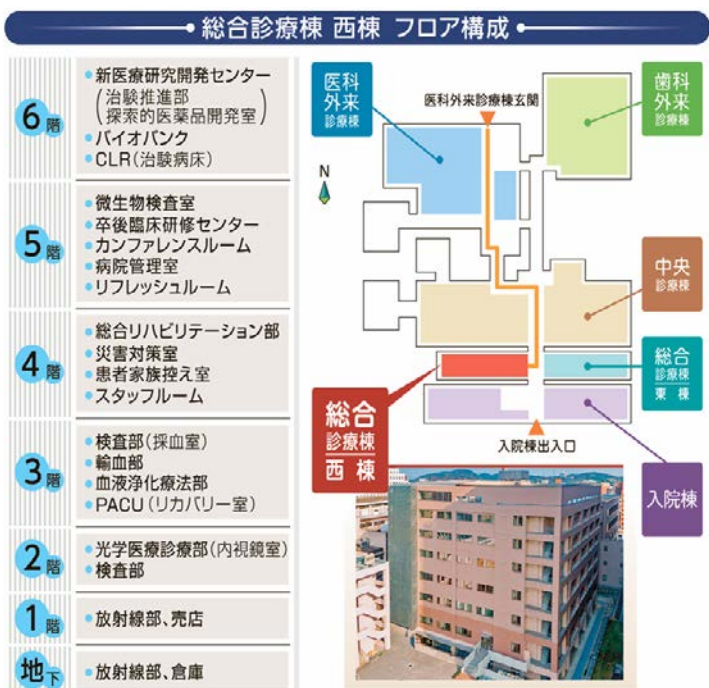 総合診療棟 西棟 フロア構成
6階
新医療研究開発センター
(治験推進部
探索的医薬品開発室)
バイオバンク
CLR(治験病床)
5階
微生物検査室
卒後臨床研修センター
カンファレンスルーム
病院管理室
リフレッシュルーム
4階
総合リハビリテーション部
災害対策室
患者家族控え室
スタッフルーム
3階
検査部(採血室)
輸血部
血液浄化療法部
PACU(リカバリー室)
2階
光学医療診療部(内視鏡室)
検査部
1階
放射線部、売店
地下
放射線部、倉庫
医科
外来
診療棟
医科外来診療棟玄関
歯科
外来
診療棟
N
中央
診療棟
総合
診療棟
東棟
総合
診療棟
西棟
入院棟出入口
入院棟